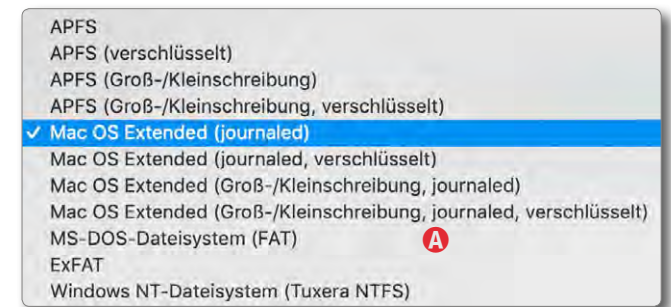 APFS
APFS (verschlüsselt)
APFS (Groß-/Kleinschreibung)
APFS (Groß-/Kleinschreibung, verschlüsselt)
✓ Mac OS Extended (journaled)
Mac OS Extended (journaled, verschlüsselt)
Mac OS Extended (Groß-/Kleinschreibung, journaled)
Mac OS Extended (Groß-/Kleinschreibung, journaled, verschlüsselt)
MS-DOS-Dateisystem (FAT) A
ExFAT
Windows NT-Dateisystem (Tuxera NTFS)